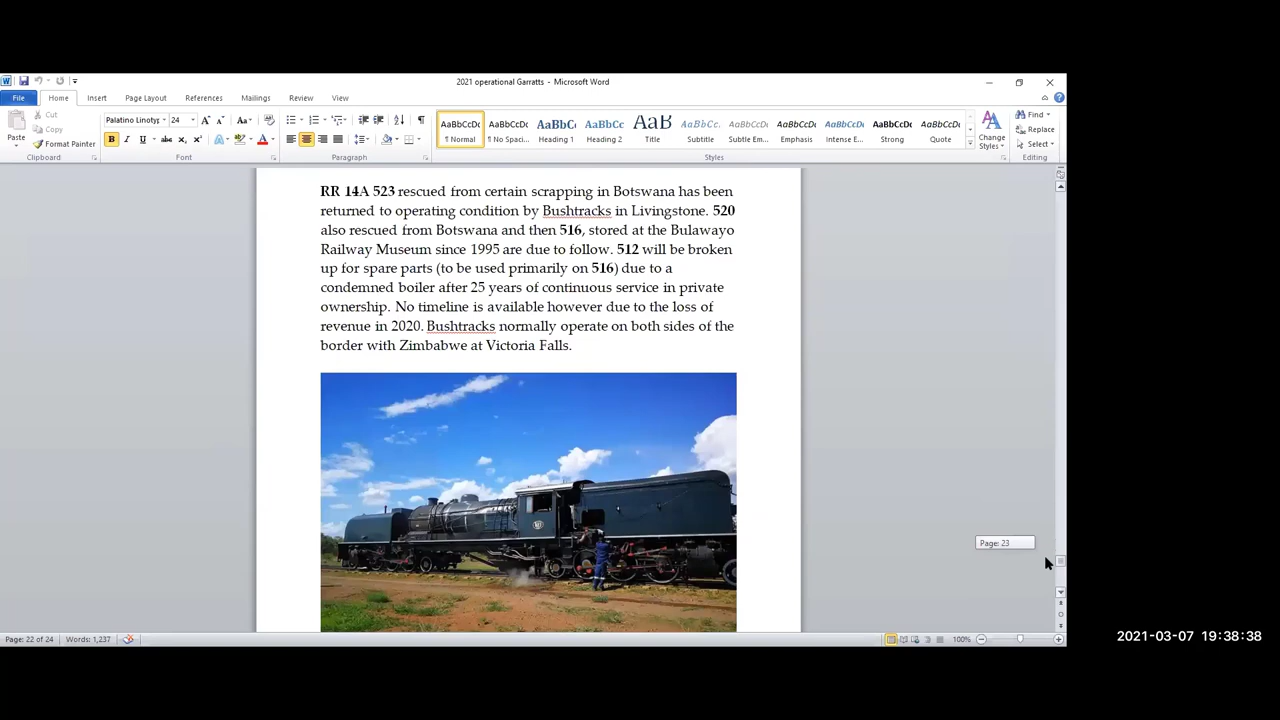 2021 operational Garratts - Microsoft Word
File Home Insert Page Layout References Mailings Review View
Paste
Cut
Copy
Format Painter
Clipboard
Palatino Linotyp 24
Font
Paragraph
AaBbCcDc AaBbCcDc AaBbC AaBbCc AaB AaBbCcL AaBbCcDc AaBbCcDc AaBbCcDc AaBbCcDc AaBbCcDc
¶ Normal ¶ No Spaci... Heading 1 Heading 2 Title Subtitle Subtle Em... Emphasis Intense E... Strong Quote
Styles
Change
Styles
Find
Replace
Select
Editing
RR 14A 523 rescued from certain scrapping in Botswana has been
returned to operating condition by Bushtracks in Livingstone. 520
also rescued from Botswana and then 516, stored at the Bulawayo
Railway Museum since 1995 are due to follow. 512 will be broken
up for spare parts (to be used primarily on 516) due to a
condemned boiler after 25 years of continuous service in private
ownership. No timeline is available however due to the loss of
revenue in 2020. Bushtracks normally operate on both sides of the
border with Zimbabwe at Victoria Falls.
Page: 23
Page: 22 of 24 Words: 1,237 100%
2021-03-07 19:38:38